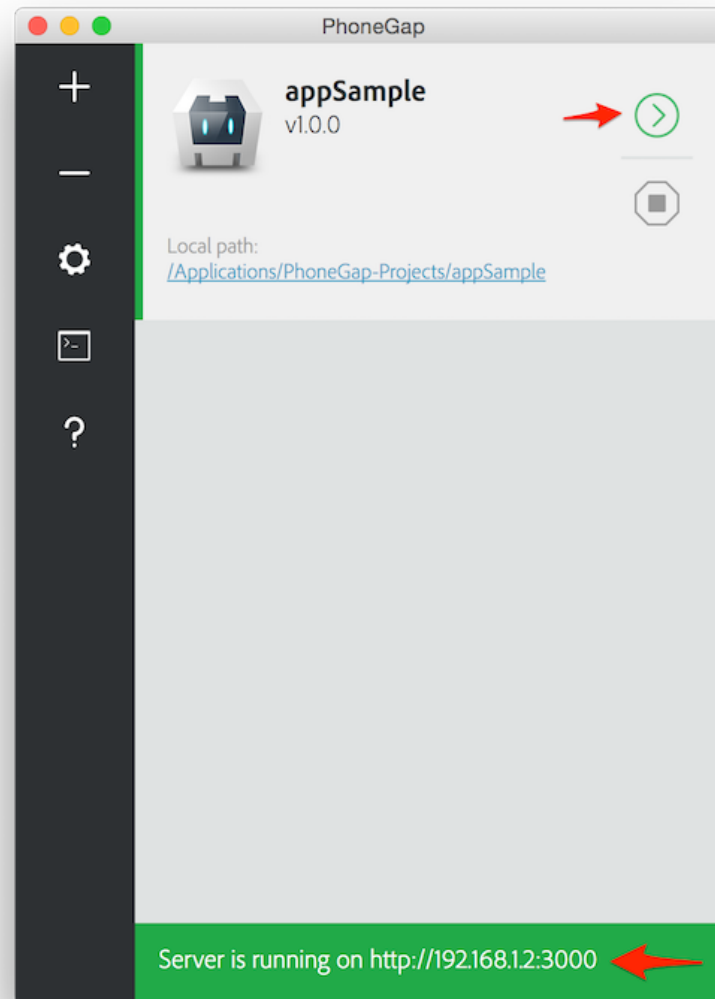 PhoneGap
appSample
v1.0.0
Local path:
/Applications/PhoneGap-Projects/appSample
Server is running on http://192.168.1.2:3000